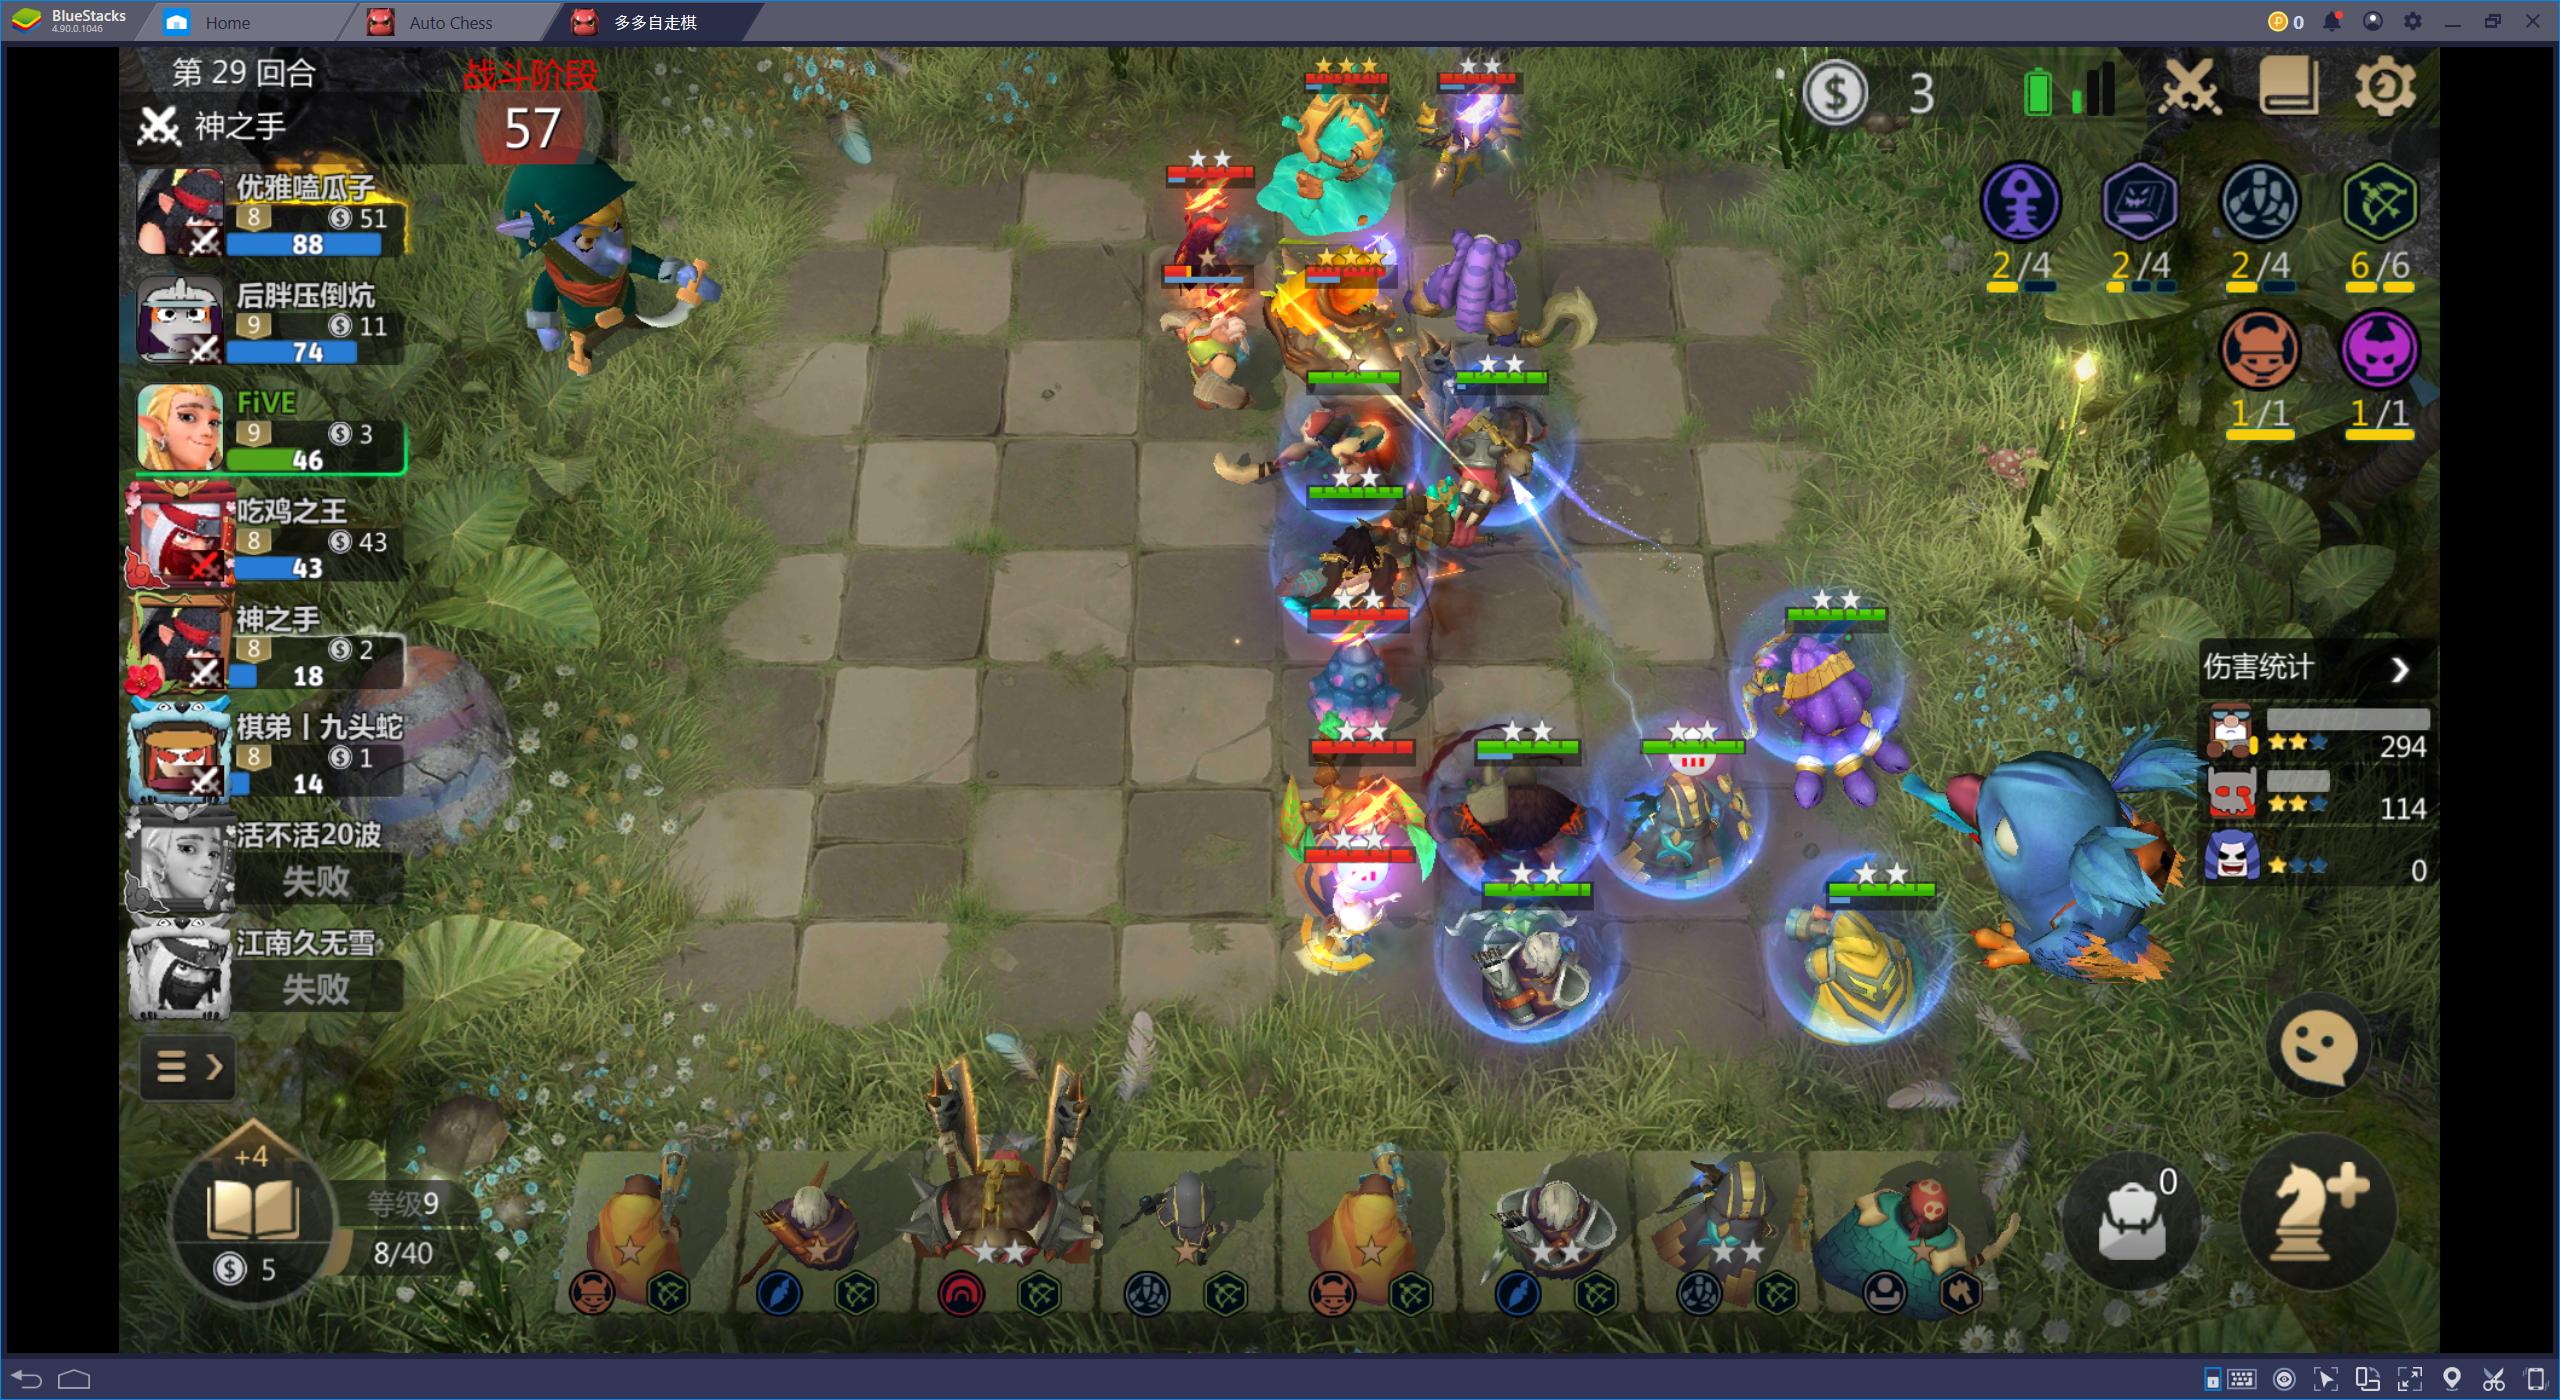 BlueStacks
4.90.0.1046
Home
Auto Chess
多多自走棋
0
第 29 回合
战斗阶段
神之手
57
3
优雅嗑瓜子
8
51
88
后胖压倒炕
9
11
74
FiVE
9
3
46
吃鸡之王
8
43
43
神之手
8
2
18
棋弟丨九头蛇
8
1
14
活不活20波
失败
江南久无雪
失败
2/4
2/4
2/4
6/6
1/1
1/1
伤害统计
294
114
0
+4
等级9
8/40
5
0